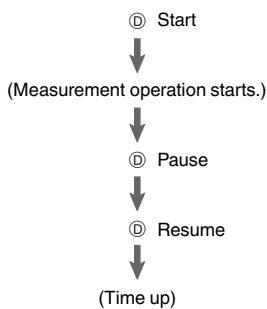 Ⓓ Start
(Measurement operation starts.)
Ⓓ Pause
Ⓓ Resume
(Time up)